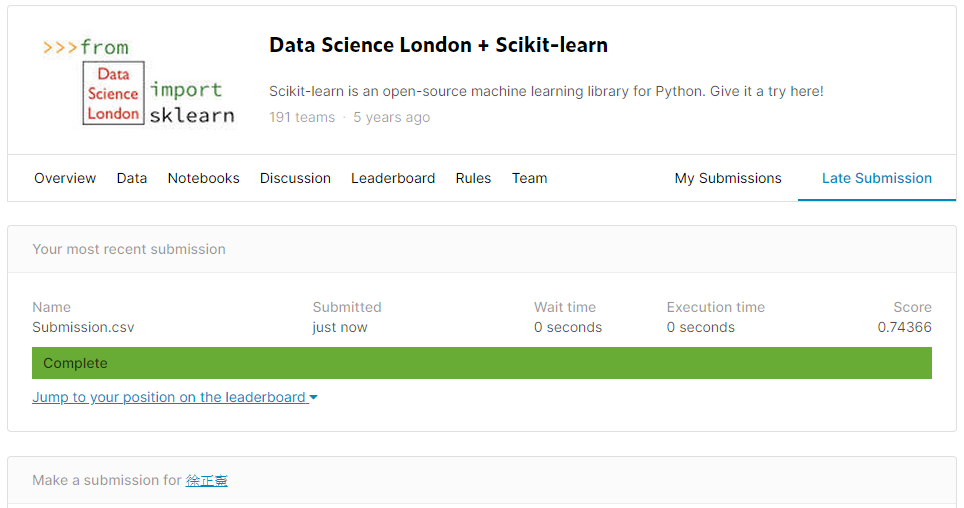 >>>from
Data
Science
London
import
sklearn
Data Science London + Scikit-learn
Scikit-learn is an open-source machine learning library for Python. Give it a try here!
191 teams · 5 years ago
Overview Data Notebooks Discussion Leaderboard Rules Team My Submissions Late Submission
Your most recent submission
Name Submitted Wait time Execution time Score
Submission.csv just now 0 seconds 0 seconds 0.74366
Complete
Jump to your position on the leaderboard
Make a submission for 徐正憲